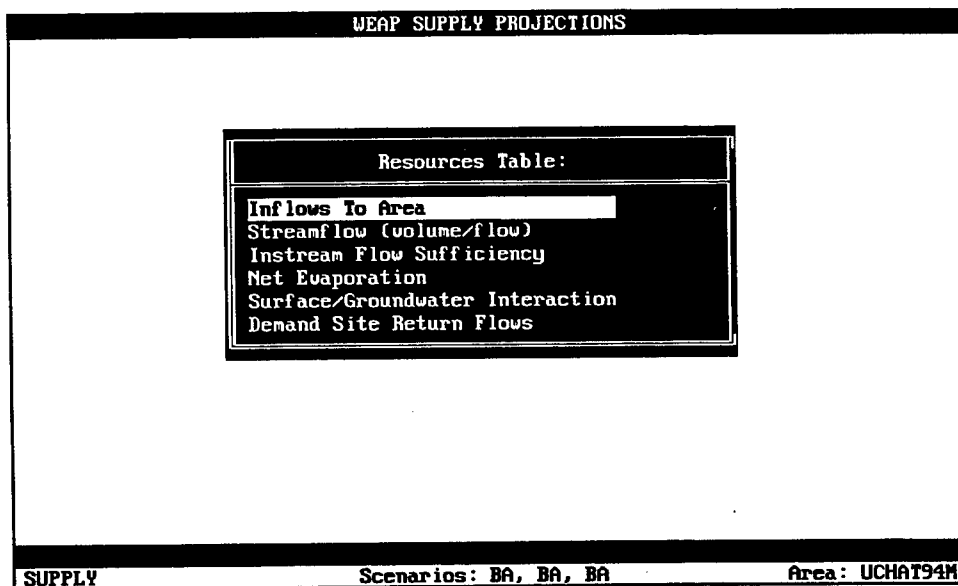 WEAP SUPPLY PROJECTIONS
Resources Table:
Inflows To Area
Streamflow (volume/flow)
Instream Flow Sufficiency
Net Evaporation
Surface/Groundwater Interaction
Demand Site Return Flows
SUPPLY Scenarios: BA, BA, BA Area: UCHAT94M